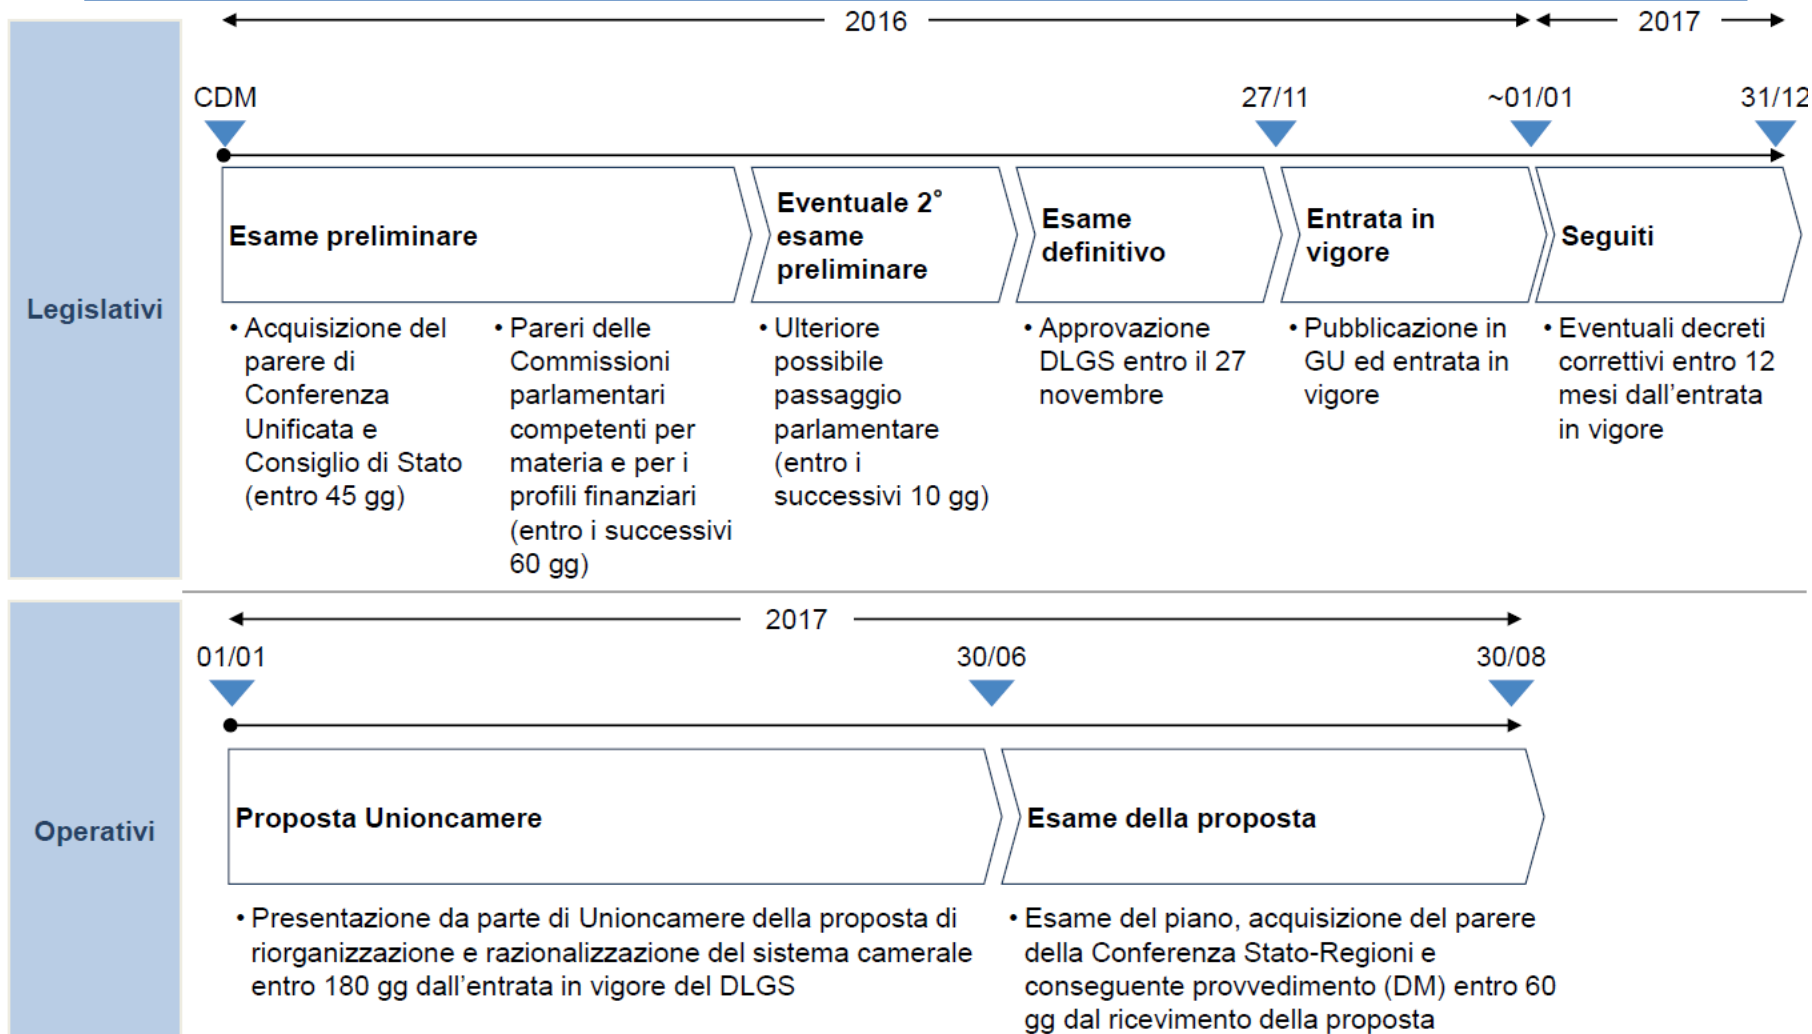 2016
2017
CDM
27/11
~01/01
31/12
Legislativi
Esame preliminare
Eventuale 2°
esame
preliminare
Esame
definitivo
Entrata in
vigore
Seguiti
• Acquisizione del
parere di
Conferenza
Unificata e
Consiglio di Stato
(entro 45 gg)
• Pareri delle
Commissioni
parlamentari
competenti per
materia e per i
profili finanziari
(entro i successivi
60 gg)
• Ulteriore
possibile
passaggio
parlamentare
(entro i
successivi 10 gg)
• Approvazione
DLGS entro il 27
novembre
• Pubblicazione in
GU ed entrata in
vigore
• Eventuali decreti
correttivi entro 12
mesi dall'entrata
in vigore
2017
01/01
30/06
30/08
Operativi
Proposta Unioncamere
Esame della proposta
• Presentazione da parte di Unioncamere della proposta di
riorganizzazione e razionalizzazione del sistema camerale
entro 180 gg dall'entrata in vigore del DLGS
• Esame del piano, acquisizione del parere
della Conferenza Stato-Regioni e
conseguente provvedimento (DM) entro 60
gg dal ricevimento della proposta